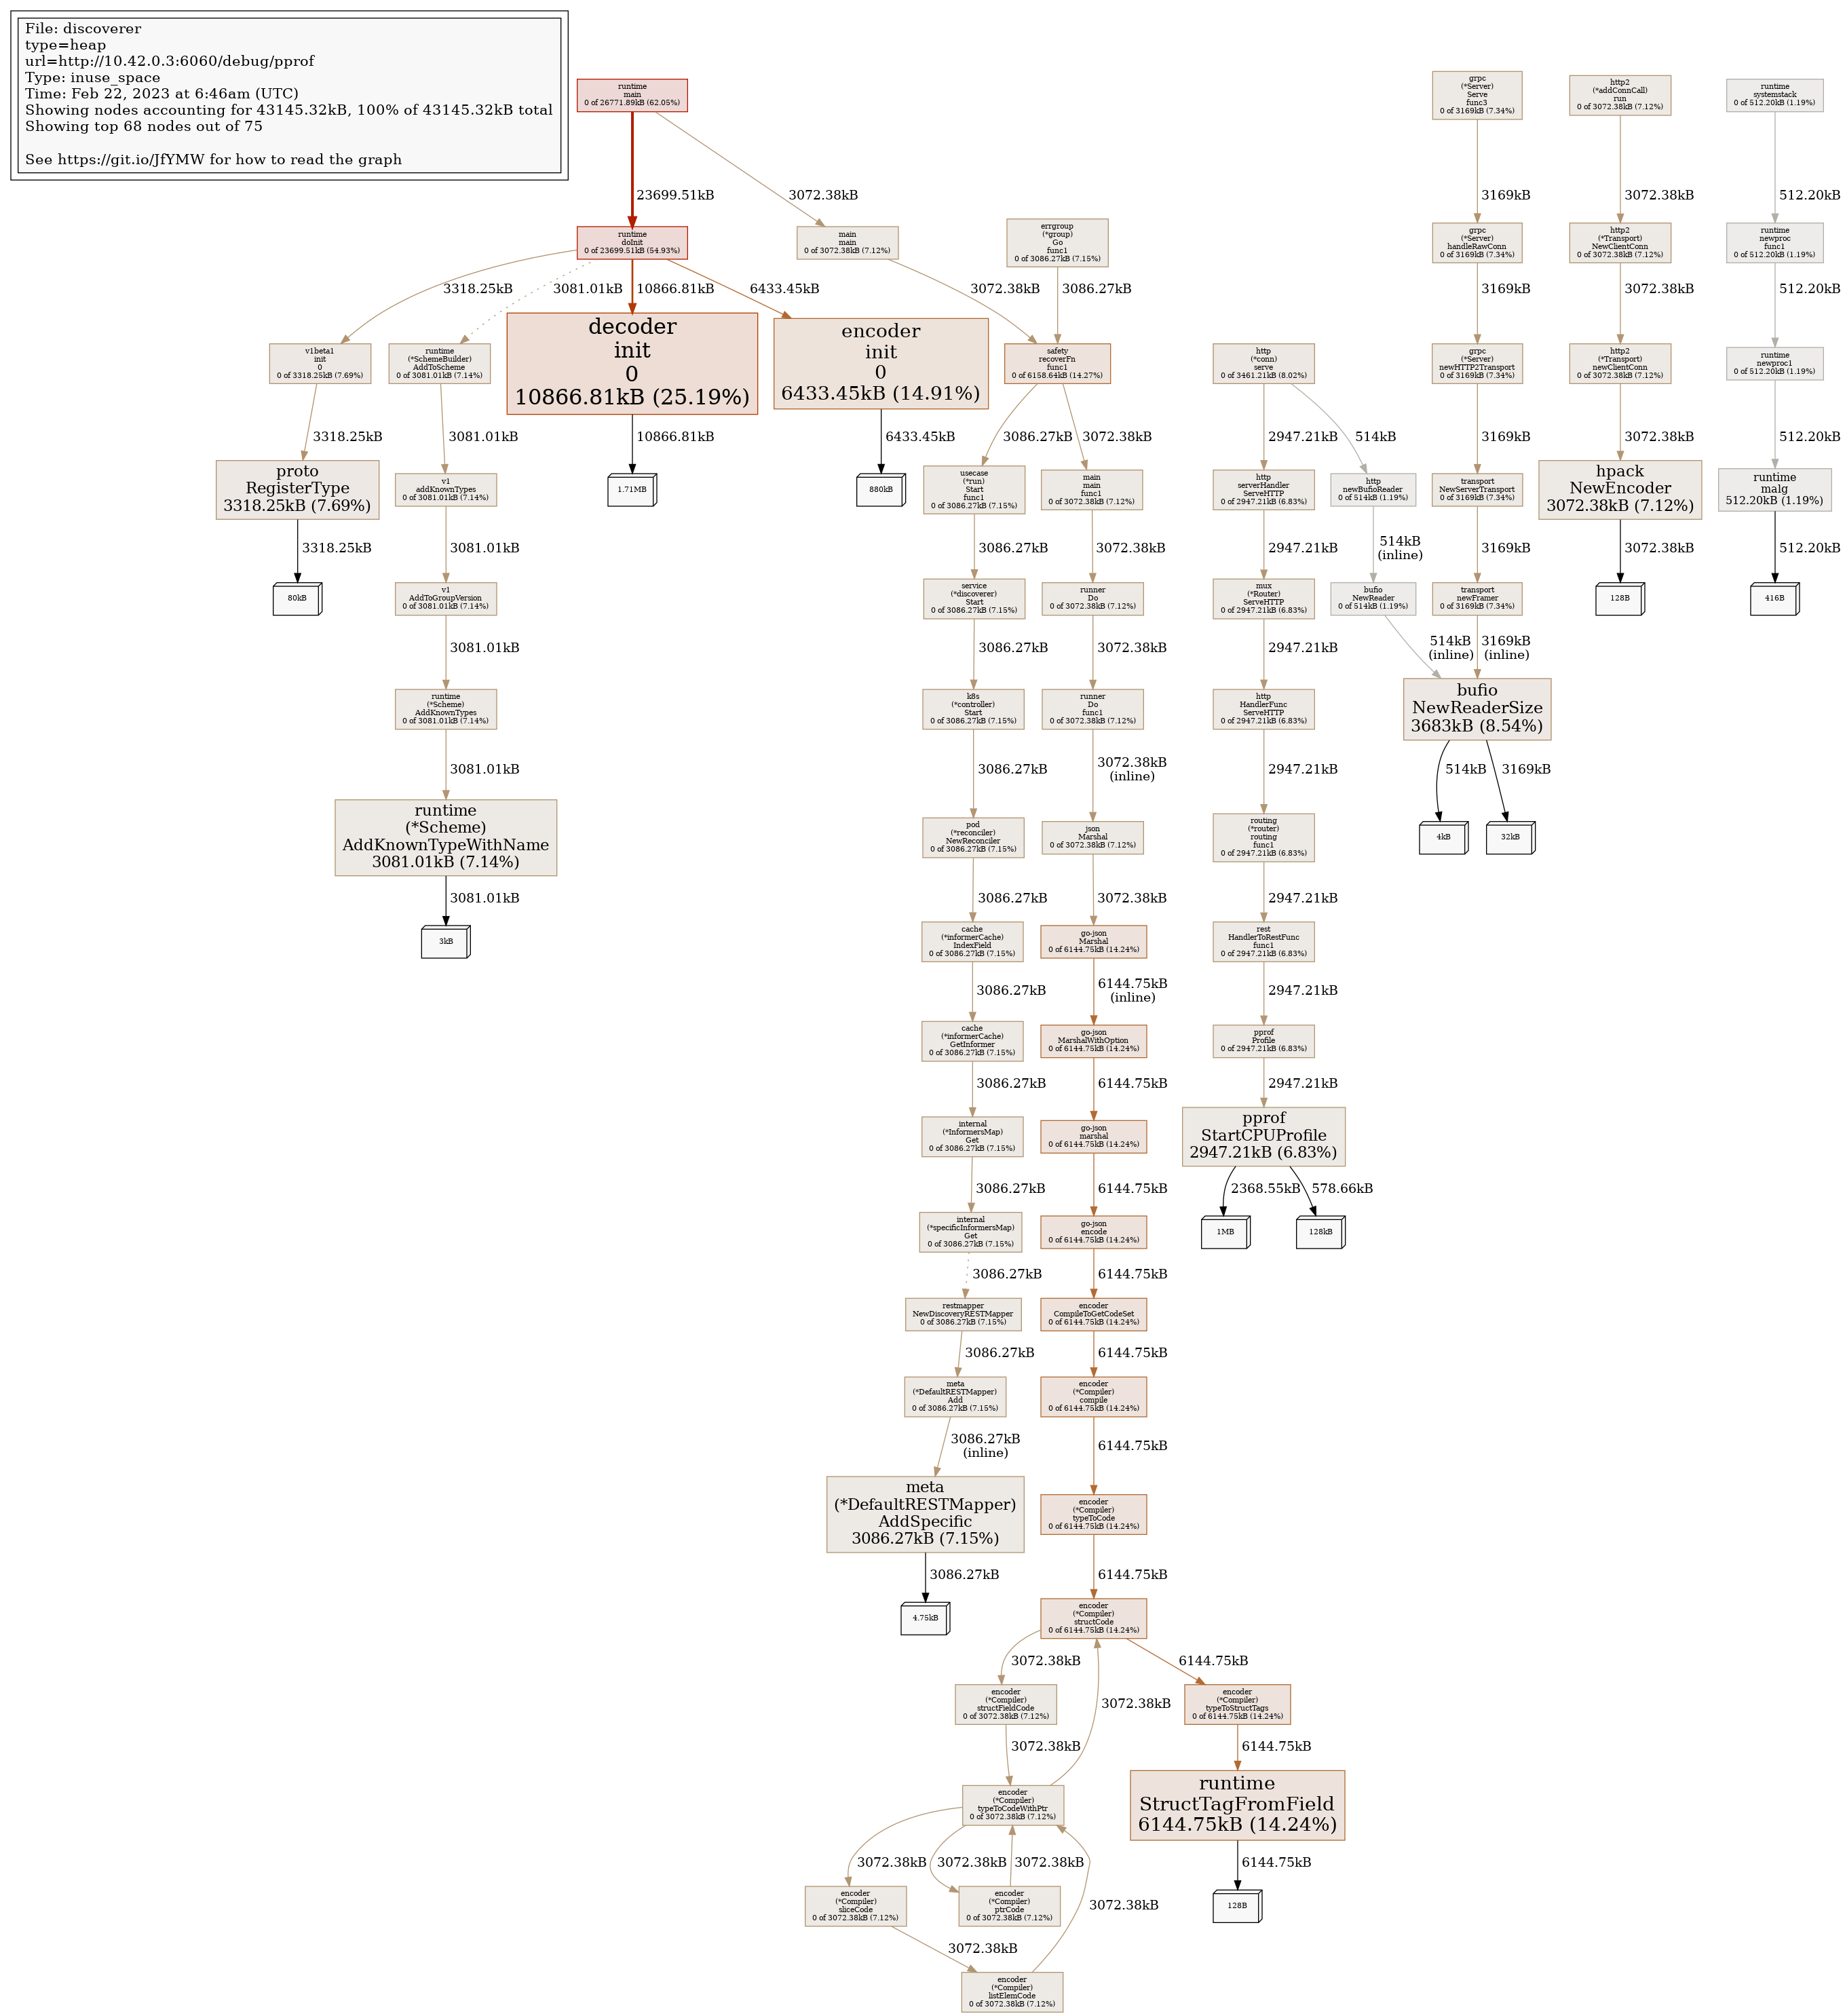 File: discoverer
type=heap
url=http://10.42.0.3:6060/debug/pprof
Type: inuse_space
Time: Feb 22, 2023 at 6:46am (UTC)
Showing nodes accounting for 43145.32kB, 100% of 43145.32kB total
Showing top 68 nodes out of 75
See https://git.io/JfYMW for how to read the graph
runtime
main
0 of 26771.89kB (62.05%)
grpc
(*Server)
Serve
func3
0 of 3169kB (7.34%)
http2
(*addConnCall)
run
0 of 3072.38kB (7.12%)
runtime
systemstack
0 of 512.20kB (1.19%)
23699.51kB
3072.38kB
3169kB
3072.38kB
512.20kB
runtime
doInit
0 of 23699.51kB (54.93%)
main
main
0 of 3072.38kB (7.12%)
errgroup
(*group)
Go
func1
0 of 3086.27kB (7.15%)
grpc
(*Server)
handleRawConn
0 of 3169kB (7.34%)
http2
(*Transport)
NewClientConn
0 of 3072.38kB (7.12%)
runtime
newproc
func1
0 of 512.20kB (1.19%)
3318.25kB
3081.01kB
10866.81kB
6433.45kB
3072.38kB
3086.27kB
3169kB
3072.38kB
512.20kB
v1beta1
init
0
0 of 3318.25kB (7.69%)
runtime
(*SchemeBuilder)
AddToScheme
0 of 3081.01kB (7.14%)
decoder
init
0
10866.81kB (25.19%)
encoder
init
0
6433.45kB (14.91%)
safety
recoverFn
func1
0 of 6158.64kB (14.27%)
http
(*conn)
serve
0 of 3461.21kB (8.02%)
grpc
(*Server)
newHTTP2Transport
0 of 3169kB (7.34%)
http2
(*Transport)
newClientConn
0 of 3072.38kB (7.12%)
runtime
newproc1
0 of 512.20kB (1.19%)
3318.25kB
3081.01kB
10866.81kB
6433.45kB
3086.27kB
3072.38kB
2947.21kB
514kB
3169kB
3072.38kB
512.20kB
proto
RegisterType
3318.25kB (7.69%)
v1
addKnownTypes
0 of 3081.01kB (7.14%)
1.71MB
880kB
usecase
(*run)
Start
func1
0 of 3086.27kB (7.15%)
main
main
func1
0 of 3072.38kB (7.12%)
http
serverHandler
ServeHTTP
0 of 2947.21kB (6.83%)
http
newBufioReader
0 of 514kB (1.19%)
transport
NewServerTransport
0 of 3169kB (7.34%)
hpack
NewEncoder
3072.38kB (7.12%)
runtime
malg
512.20kB (1.19%)
3318.25kB
3081.01kB
3086.27kB
3072.38kB
2947.21kB
514kB
(inline)
3169kB
3072.38kB
512.20kB
80kB
v1
AddToGroupVersion
0 of 3081.01kB (7.14%)
service
(*discoverer)
Start
0 of 3086.27kB (7.15%)
runner
Do
0 of 3072.38kB (7.12%)
mux
(*Router)
ServeHTTP
0 of 2947.21kB (6.83%)
bufio
NewReader
0 of 514kB (1.19%)
transport
newFramer
0 of 3169kB (7.34%)
128B
416B
3081.01kB
3086.27kB
3072.38kB
2947.21kB
514kB
(inline)
3169kB
(inline)
runtime
(*Scheme)
AddKnownTypes
0 of 3081.01kB (7.14%)
k8s
(*controller)
Start
0 of 3086.27kB (7.15%)
runner
Do
func1
0 of 3072.38kB (7.12%)
http
HandlerFunc
ServeHTTP
0 of 2947.21kB (6.83%)
bufio
NewReaderSize
3683kB (8.54%)
3081.01kB
3086.27kB
3072.38kB
(inline)
2947.21kB
514kB
3169kB
runtime
(*Scheme)
AddKnownTypeWithName
3081.01kB (7.14%)
pod
(*reconciler)
NewReconciler
0 of 3086.27kB (7.15%)
json
Marshal
0 of 3072.38kB (7.12%)
routing
(*router)
routing
func1
0 of 2947.21kB (6.83%)
4kB
32kB
3081.01kB
3086.27kB
3072.38kB
2947.21kB
3kB
cache
(*informerCache)
IndexField
0 of 3086.27kB (7.15%)
go-json
Marshal
0 of 6144.75kB (14.24%)
rest
HandlerToRestFunc
func1
0 of 2947.21kB (6.83%)
3086.27kB
6144.75kB
(inline)
2947.21kB
cache
(*informerCache)
GetInformer
0 of 3086.27kB (7.15%)
go-json
MarshalWithOption
0 of 6144.75kB (14.24%)
pprof
Profile
0 of 2947.21kB (6.83%)
3086.27kB
6144.75kB
2947.21kB
internal
(*InformersMap)
Get
0 of 3086.27kB (7.15%)
go-json
marshal
0 of 6144.75kB (14.24%)
pprof
StartCPUProfile
2947.21kB (6.83%)
3086.27kB
6144.75kB
2368.55kB
578.66kB
internal
(*specificInformersMap)
Get
0 of 3086.27kB (7.15%)
go-json
encode
0 of 6144.75kB (14.24%)
1MB
128kB
3086.27kB
6144.75kB
restmapper
NewDiscoveryRESTMapper
0 of 3086.27kB (7.15%)
encoder
CompileToGetCodeSet
0 of 6144.75kB (14.24%)
3086.27kB
6144.75kB
meta
(*DefaultRESTMapper)
Add
0 of 3086.27kB (7.15%)
encoder
(*Compiler)
compile
0 of 6144.75kB (14.24%)
3086.27kB
(inline)
6144.75kB
meta
(*DefaultRESTMapper)
AddSpecific
3086.27kB (7.15%)
encoder
(*Compiler)
typeToCode
0 of 6144.75kB (14.24%)
3086.27kB
6144.75kB
4.75kB
encoder
(*Compiler)
structCode
0 of 6144.75kB (14.24%)
3072.38kB
6144.75kB
encoder
(*Compiler)
structFieldCode
0 of 3072.38kB (7.12%)
3072.38kB
encoder
(*Compiler)
typeToStructTags
0 of 6144.75kB (14.24%)
3072.38kB
6144.75kB
encoder
(*Compiler)
typeToCodeWithPtr
0 of 3072.38kB (7.12%)
runtime
StructTagFromField
6144.75kB (14.24%)
3072.38kB
3072.38kB
3072.38kB
6144.75kB
encoder
(*Compiler)
sliceCode
0 of 3072.38kB (7.12%)
encoder
(*Compiler)
ptrCode
0 of 3072.38kB (7.12%)
3072.38kB
128B
3072.38kB
encoder
(*Compiler)
listElemCode
0 of 3072.38kB (7.12%)